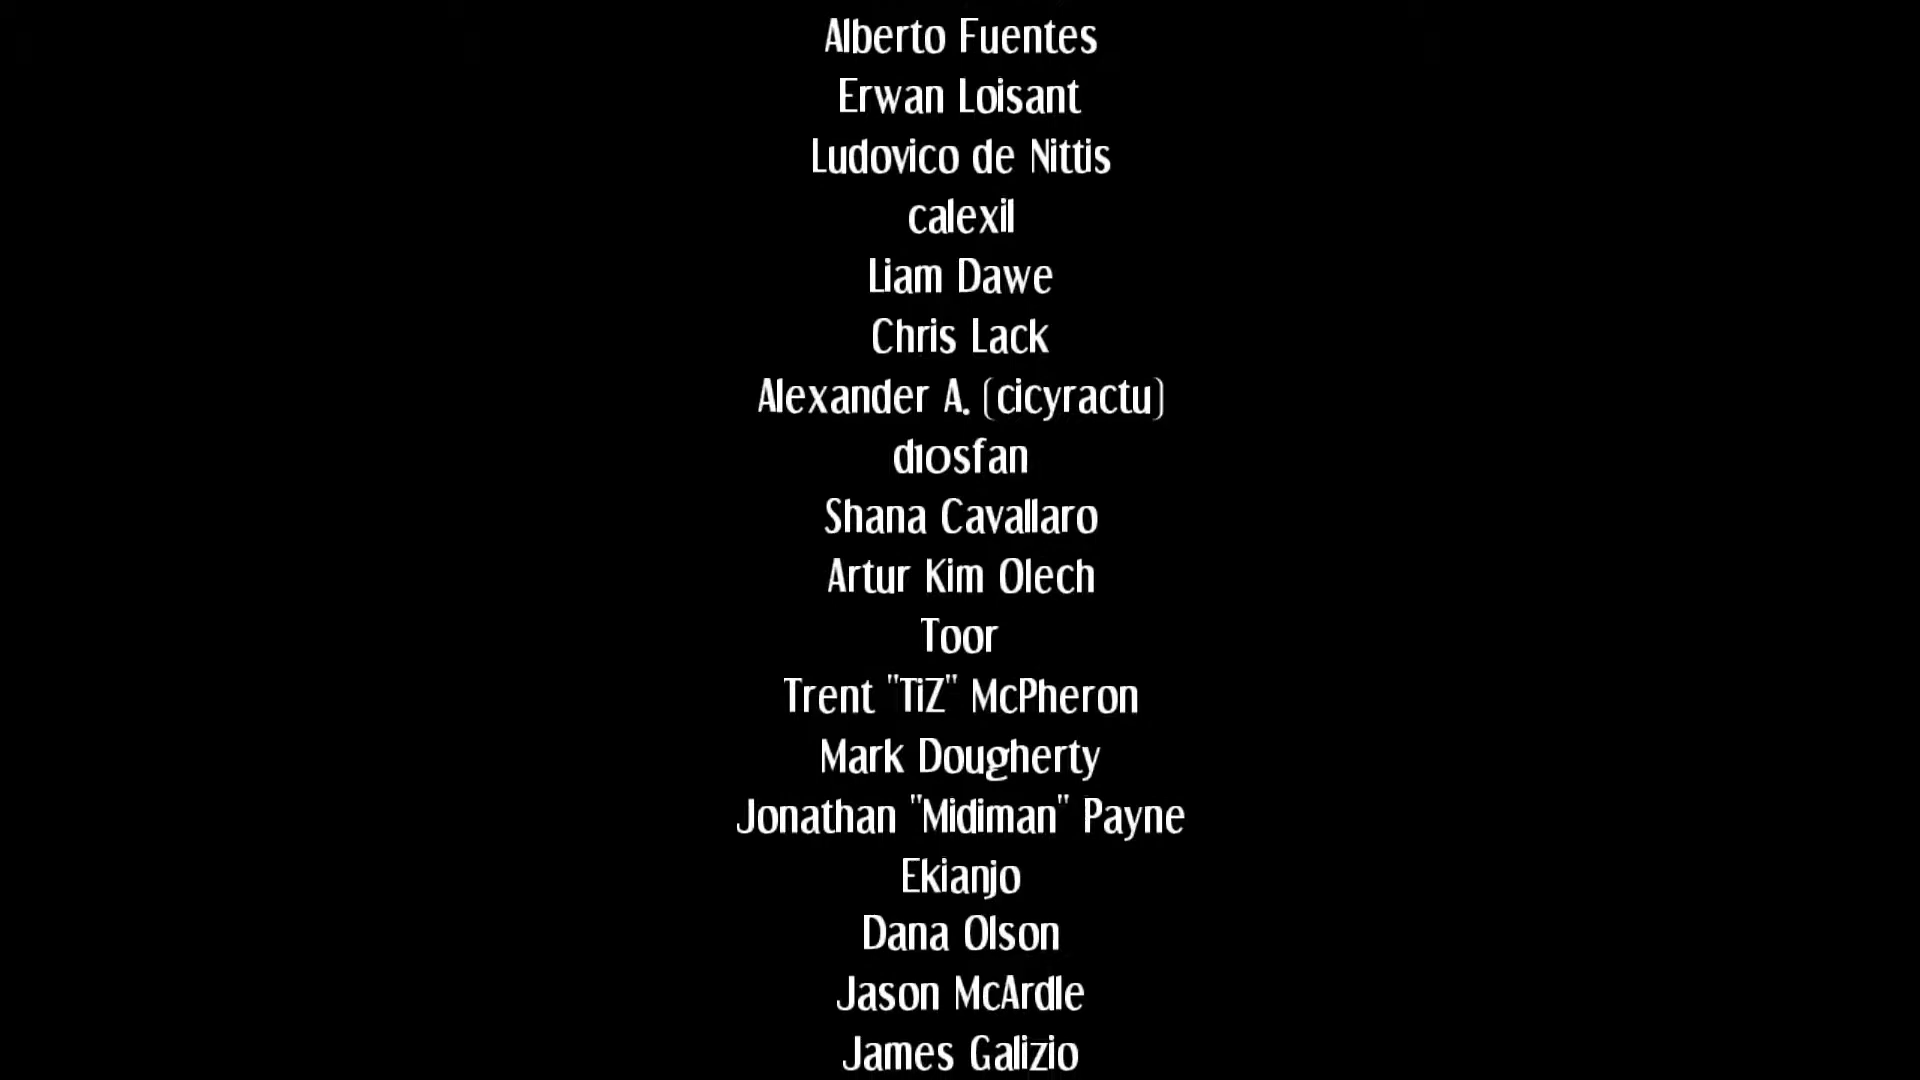 Alberto Fuentes
Erwan Loisant
Ludovico de Nittis
calexil
Liam Dawe
Chris Lack
Alexander A. (cicyractu)
d10sfan
Shana Cavallaro
Artur Kim Olech
Toor
Trent "TiZ" McPheron
Mark Dougherty
Jonathan "Midiman" Payne
Ekianjo
Dana Olson
Jason McArdle
James Galizio